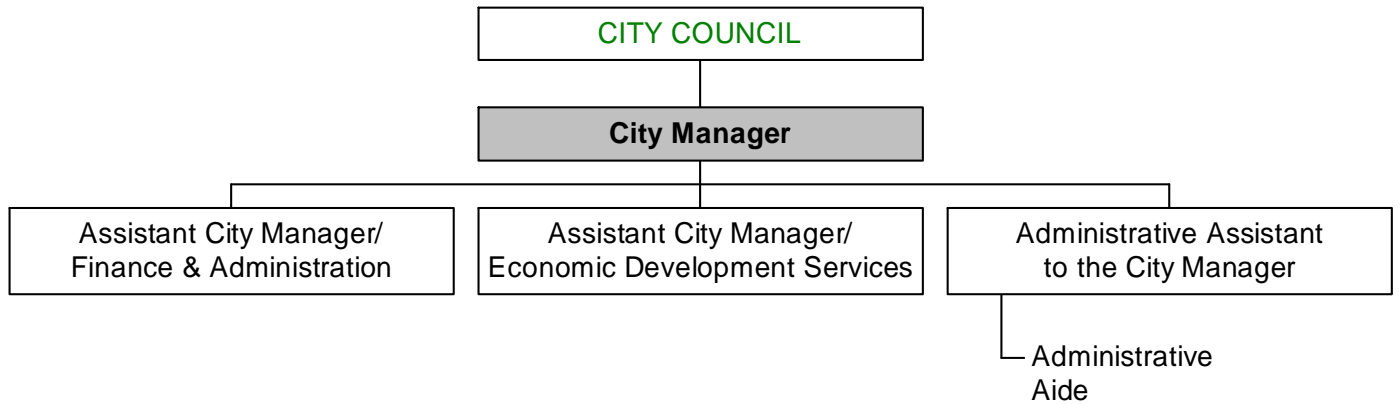 CITY COUNCIL
City Manager
Assistant City Manager/
Finance & Administration
Assistant City Manager/
Economic Development Services
Administrative Assistant
to the City Manager
Administrative
Aide